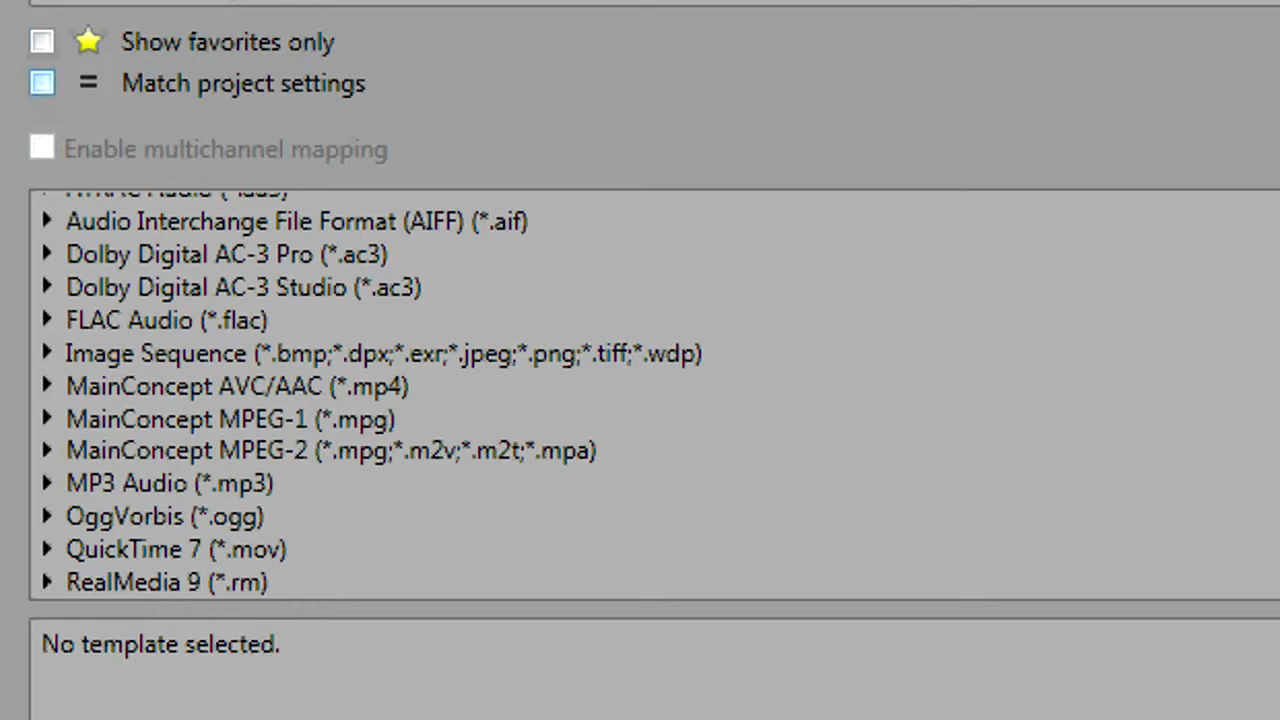 Show favorites only
= Match project settings
Enable multichannel mapping
Audio Interchange File Format (AIFF) (*.aif)
Dolby Digital AC-3 Pro (*.ac3)
Dolby Digital AC-3 Studio (*.ac3)
FLAC Audio (*.flac)
Image Sequence (*.bmp;*.dpx;*.exr;*.jpeg;*.png;*.tiff;*.wdp)
MainConcept AVC/AAC (*.mp4)
MainConcept MPEG-1 (*.mpg)
MainConcept MPEG-2 (*.mpg;*.m2v;*.m2t;*.mpa)
MP3 Audio (*.mp3)
OggVorbis (*.ogg)
QuickTime 7 (*.mov)
RealMedia 9 (*.rm)
No template selected.